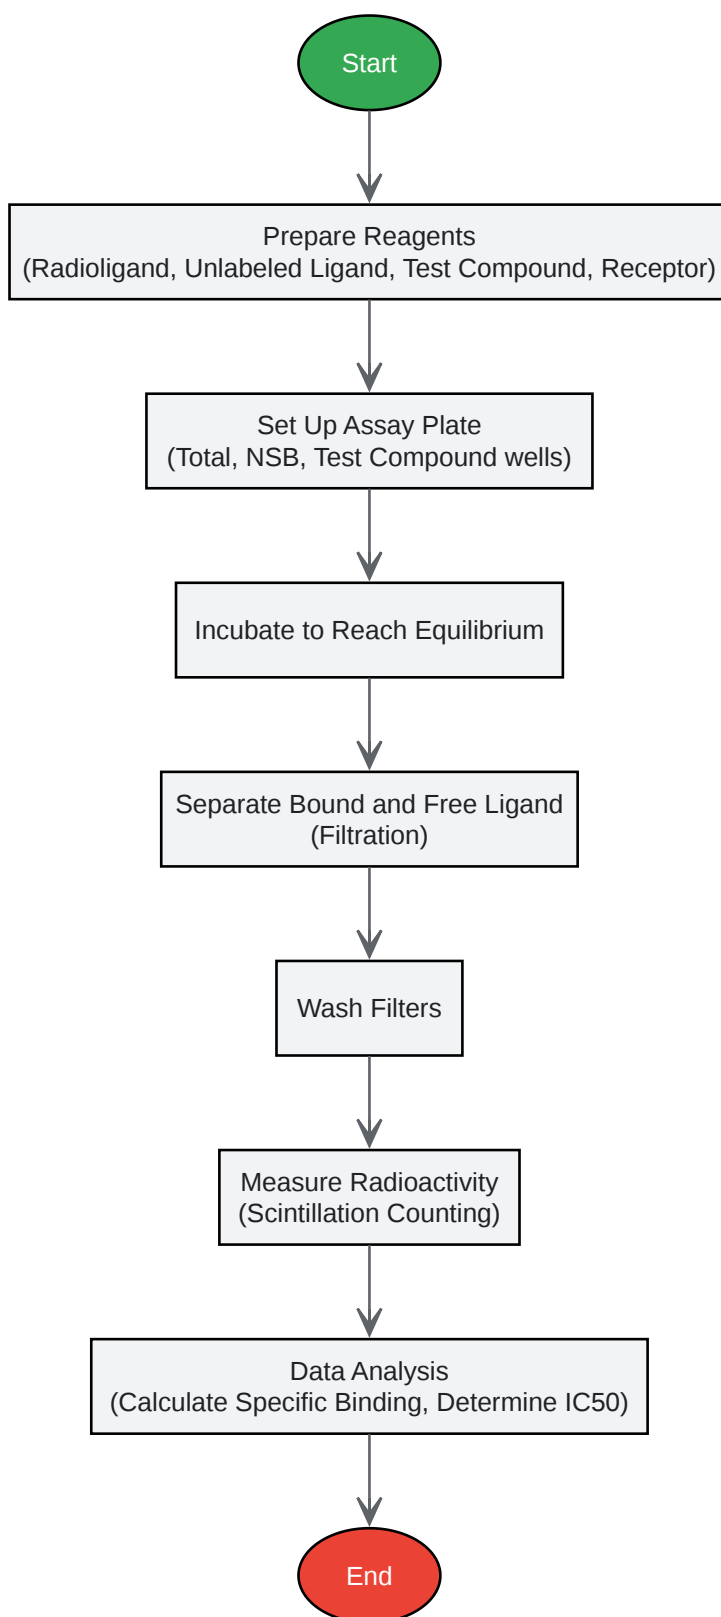 Start
Prepare Reagents
(Radioligand, Unlabeled Ligand, Test Compound, Receptor)
Set Up Assay Plate
(Total, NSB, Test Compound wells)
Incubate to Reach Equilibrium
Separate Bound and Free Ligand
(Filtration)
Wash Filters
Measure Radioactivity
(Scintillation Counting)
Data Analysis
(Calculate Specific Binding, Determine IC50)
End